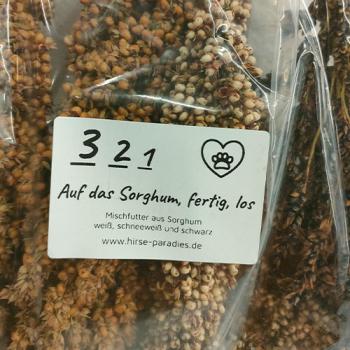 3 2 1
Auf das Sorghum, fertig, los
Mischfutter aus Sorghum
weiß, schneeweiß und schwarz
www.hirse-paradies.de